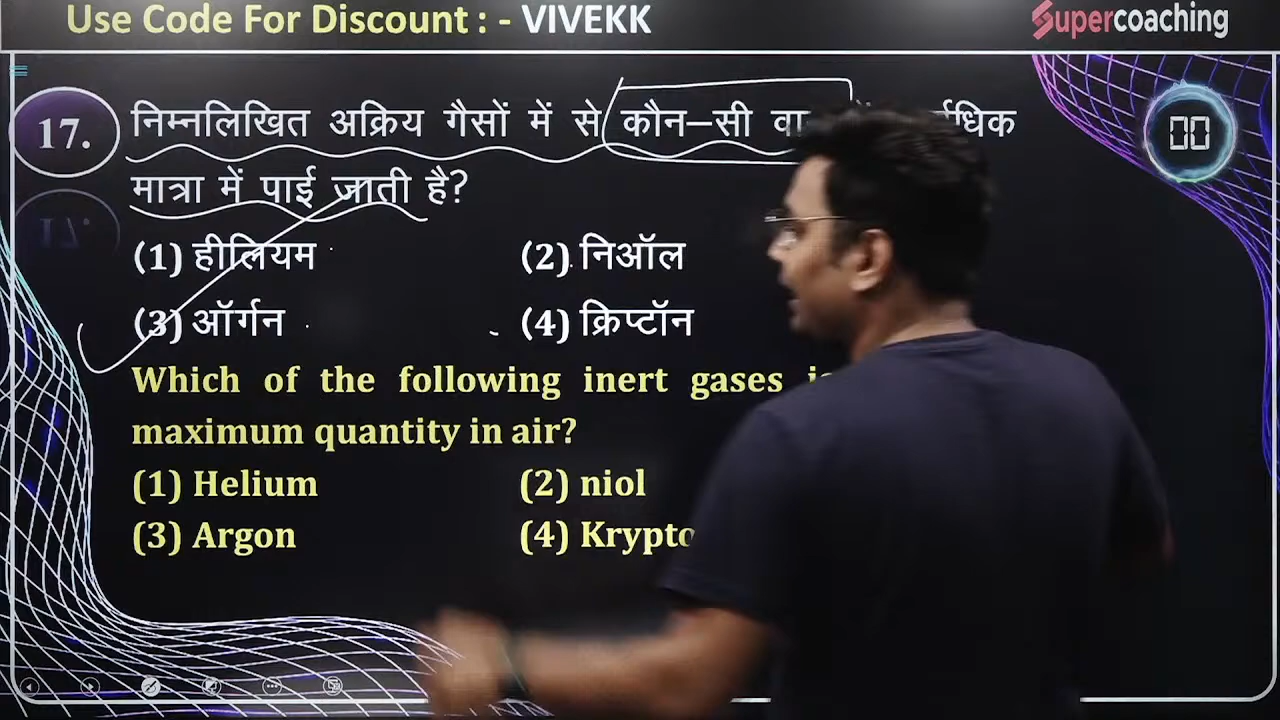 Use Code For Discount : - VIVEKK
Supercoaching
17.
निम्नलिखित अक्रिय गैसों में से कौन–सी
मात्रा में पाई जाती है?
(1) हीलियम (2) निऑल
(3) ऑर्गन (4) क्रिप्टॉन
Which of the following inert gases
maximum quantity in air?
(1) Helium (2) niol
(3) Argon (4) Krypto
00